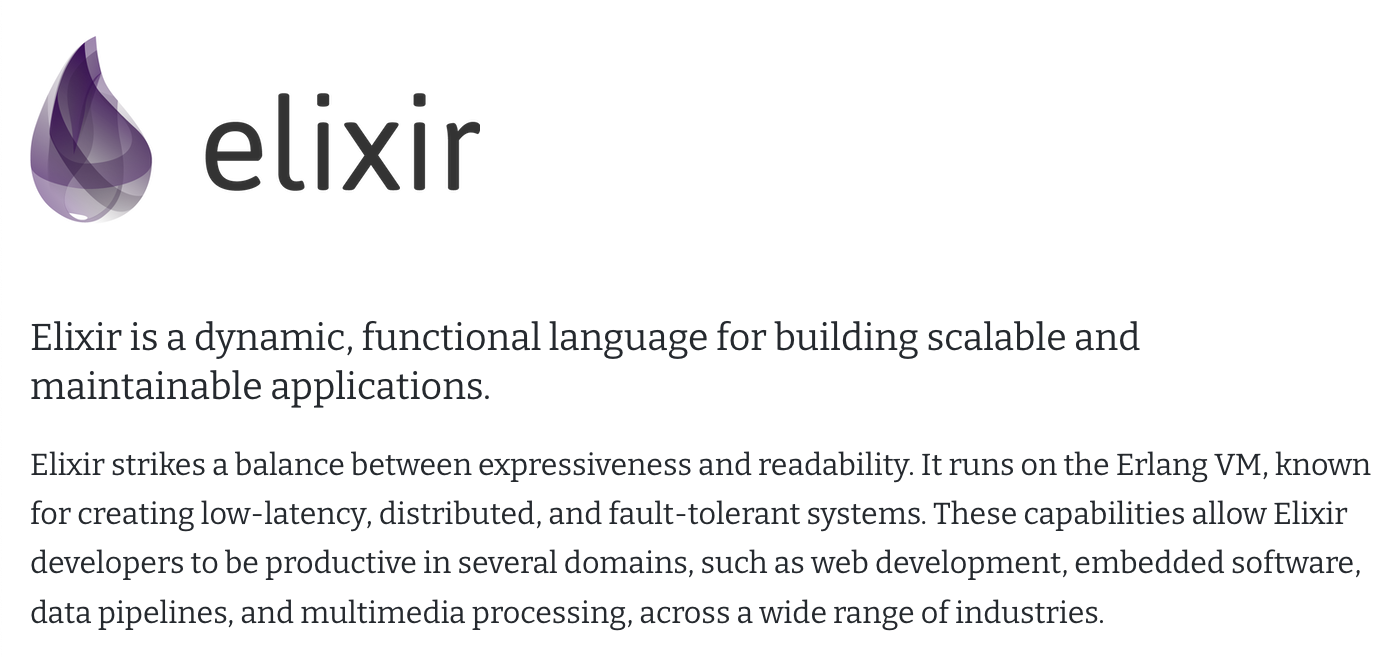 elixir
Elixir is a dynamic, functional language for building scalable and
maintainable applications.
Elixir strikes a balance between expressiveness and readability. It runs on the Erlang VM, known
for creating low-latency, distributed, and fault-tolerant systems. These capabilities allow Elixir
developers to be productive in several domains, such as web development, embedded software,
data pipelines, and multimedia processing, across a wide range of industries.